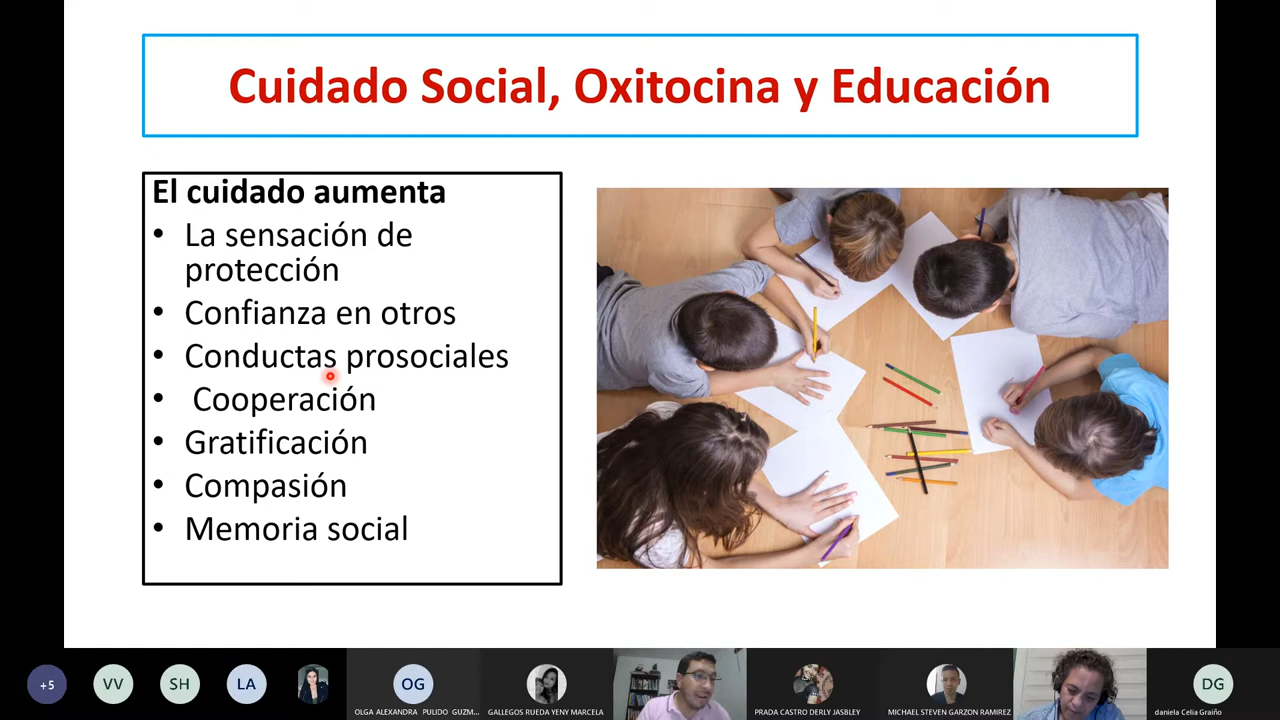 Cuidado Social, Oxitocina y Educación
El cuidado aumenta
• La sensación de
protección
• Confianza en otros
• Conductas prosociales
• Cooperación
• Gratificación
• Compasión
• Memoria social
+5
VV
SH
LA
OG
OLGA ALEXANDRA PULIDO GUZM...
GALLEGOS RUEDA YENY MARCELA
PRADA CASTRO DERLY JASBLEY
MICHAEL STEVEN GARZON RAMIREZ
DG
daniela Celia Graiño